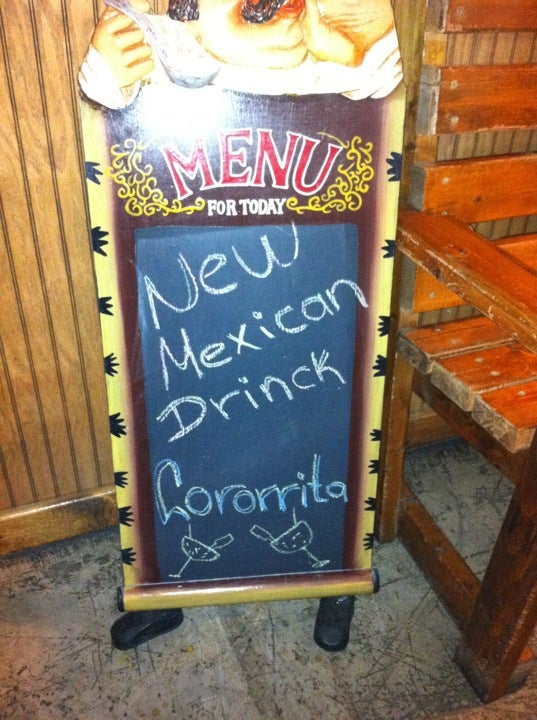 MENU
FOR TODAY
New
Mexican
Drinck
Cororrita